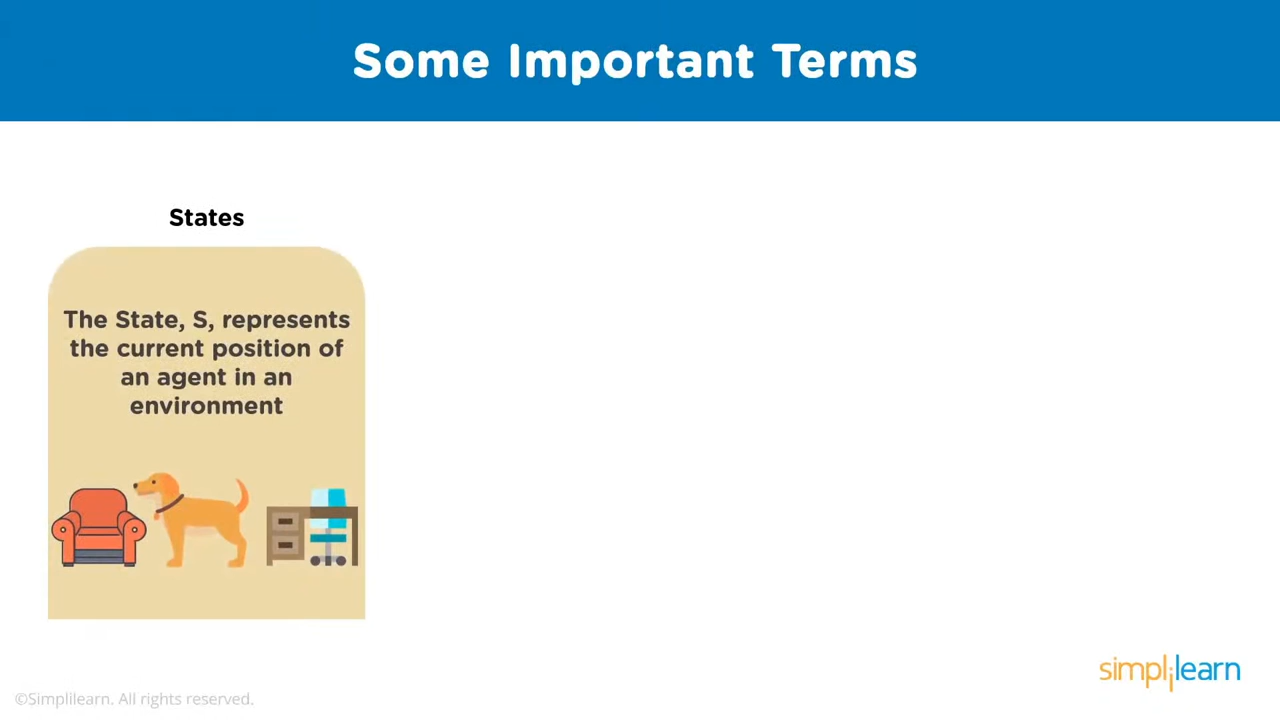 Some Important Terms
States
The State, S, represents
the current position of
an agent in an
environment
simplilearn
©Simplilearn. All rights reserved.